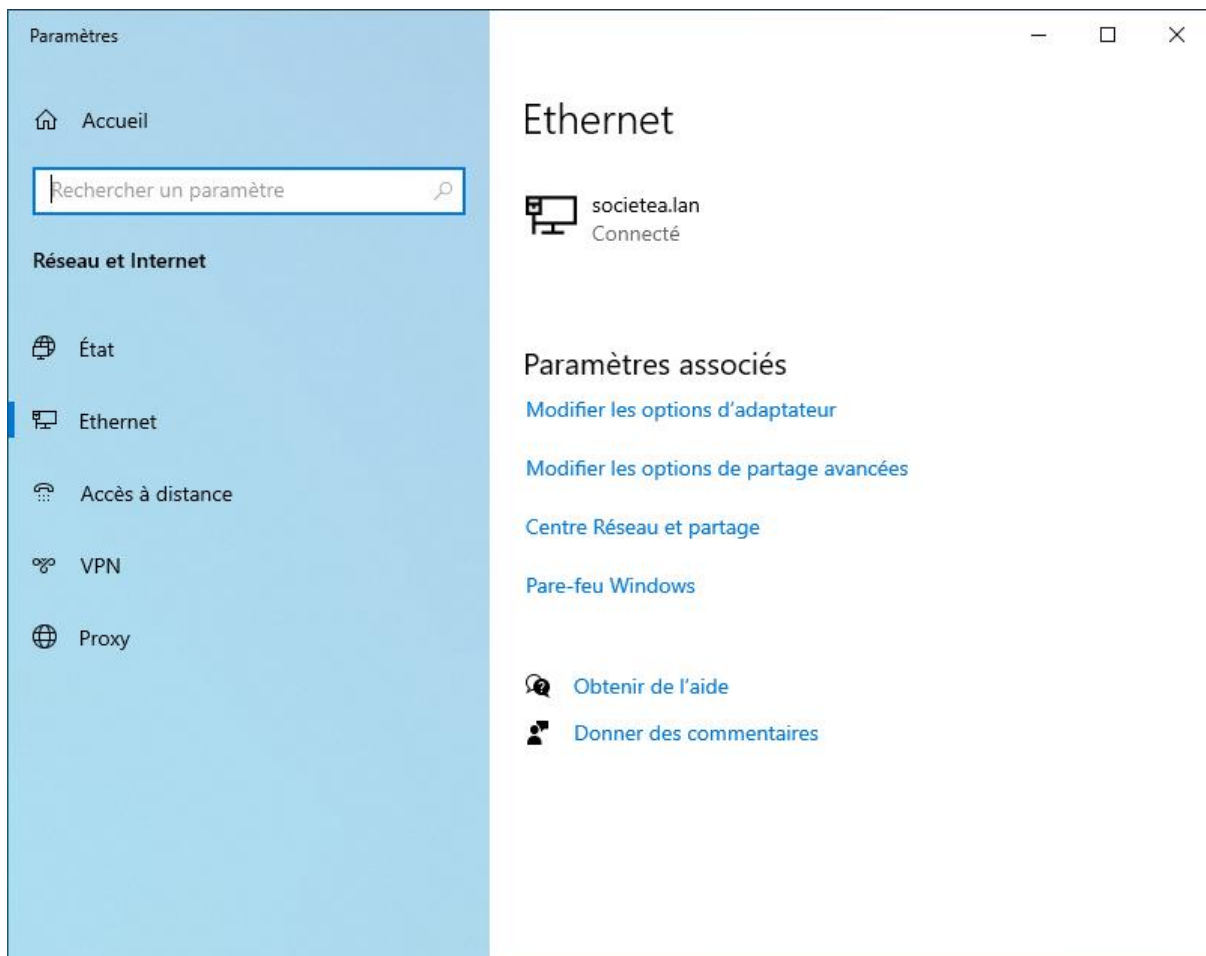 Paramètres
Accueil
Rechercher un paramètre
Réseau et Internet
État
Ethernet
Accès à distance
VPN
Proxy
Ethernet
societea.lan
Connecté
Paramètres associés
Modifier les options d’adaptateur
Modifier les options de partage avancées
Centre Réseau et partage
Pare-feu Windows
Obtenir de l’aide
Donner des commentaires